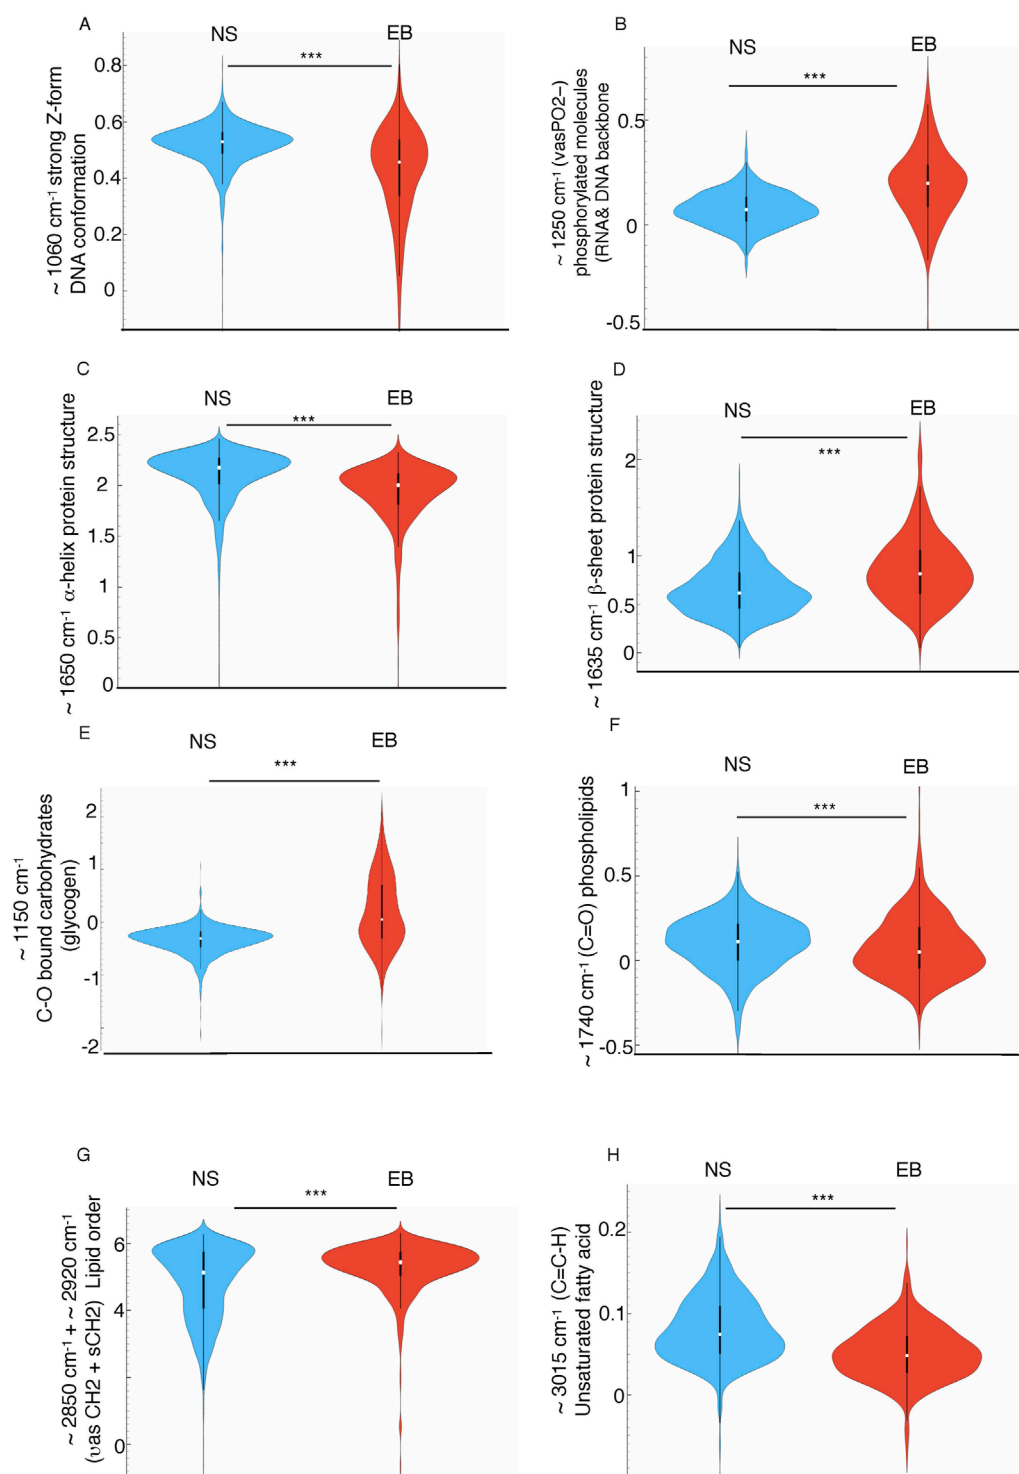 A
NS
EB
***
0.8
0.6
0.4
0.2
0
~ 1060 cm⁻¹ strong Z-form
DNA conformation
B
NS
EB
***
0.5
0
-0.5
~ 1250 cm⁻¹ (vasPO2−)
phosphorylated molecules
(RNA& DNA backbone
C
NS
EB
***
2.5
2
1.5
1
0.5
0
~ 1650 cm⁻¹ α-helix protein structure
D
NS
EB
***
2
1
0.5
0
~ 1635 cm⁻¹ β-sheet protein structure
E
NS
EB
***
2
1
0
-1
-2
~ 1150 cm⁻¹
C-O bound carbohydrates
(glycogen)
F
NS
EB
***
1
0.5
0
-0.5
~ 1740 cm⁻¹ (C=O) phospholipids
G
NS
EB
***
6
4
0
~ 2850 cm⁻¹ + ~ 2920 cm⁻¹
(υas CH2 + sCH2) Lipid order
H
NS
EB
***
0.2
0.1
0
~ 3015 cm⁻¹ (C=C-H)
Unsaturated fatty acid